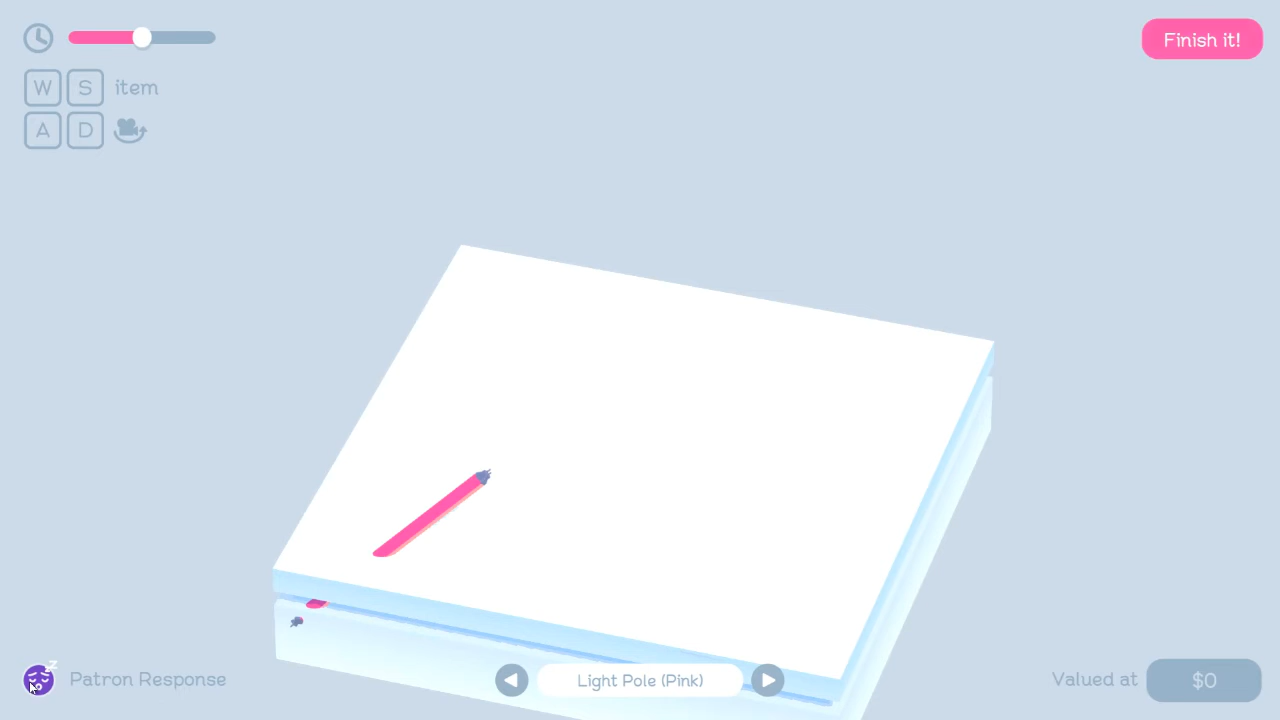 Finish it!
W S item
A D
Patron Response
Light Pole (Pink)
Valued at $0